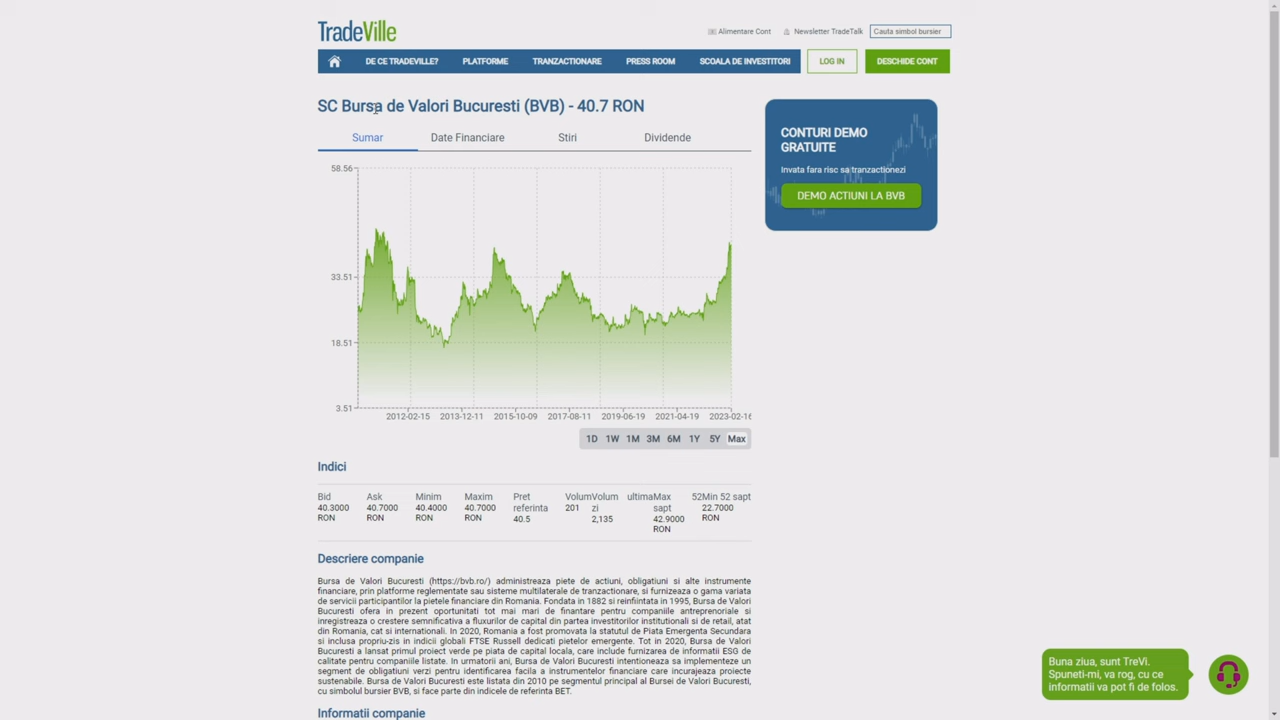 TradeVille
Alimentare Cont Newsletter TradeTalk Cauta simbol bursier
DE CE TRADEVILLE? PLATFORME TRANZACTIONARE PRESS ROOM SCOALA DE INVESTITORI LOG IN DESCHIDE CONT
SC Bursa de Valori Bucuresti (BVB) - 40.7 RON
Sumar Date Financiare Stiri Dividende
CONTURI DEMO
GRATUITE
Invata fara risc sa tranzactionezi
DEMO ACTIUNI LA BVB
58.56
33.51
18.51
3.51
2012-02-15 2013-12-11 2015-10-09 2017-08-11 2019-06-19 2021-04-19 2023-02-16
1D 1W 1M 3M 6M 1Y 5Y Max
Indici
Bid Ask Minim Maxim Pret VolumVolum ultimaMax 52Min 52 sapt
40.3000 40.7000 40.4000 40.7000 referinta 201 zi sapt 22.7000
RON RON RON RON 40.5 2,135 42.9000 RON
RON
Descriere companie
Bursa de Valori Bucuresti (https://bvb.ro/) administreaza piete de actiuni, obligatiuni si alte instrumente
financiare, prin platforme reglementate sau sisteme multilaterale de tranzactionare, si furnizeaza o gama variata
de servicii participantilor la pietele financiare din Romania. Fondata in 1882 si reinfiintata in 1995, Bursa de Valori
Bucuresti ofera in prezent oportunitati tot mai mari de finantare pentru companiile antreprenoriale si
inregistreaza o crestere semnificativa a fluxurilor de capital din partea investitorilor institutionali si de retail, atat
din Romania, cat si internationali. In 2020, Romania a fost promovata la statutul de Piata Emergenta Secundara
si inclusa propriu-zis in indicii globali FTSE Russell dedicati pietelor emergente. Tot in 2020, Bursa de Valori
Bucuresti a lansat primul proiect verde pe piata de capital locala, care include furnizarea de informatii ESG de
calitate pentru companiile listate. In urmatorii ani, Bursa de Valori Bucuresti intentioneaza sa implementeze un
segment de obligatiuni verzi pentru identificarea facila a instrumentelor financiare care incurajeaza proiecte
sustenabile. Bursa de Valori Bucuresti este listata din 2010 pe segmentul principal al Bursei de Valori Bucuresti,
cu simbolul bursier BVB, si face parte din indicele de referinta BET.
Informatii companie
Buna ziua, sunt TreVi.
Spuneti-mi, va rog, cu ce
informatii va pot fi de folos.